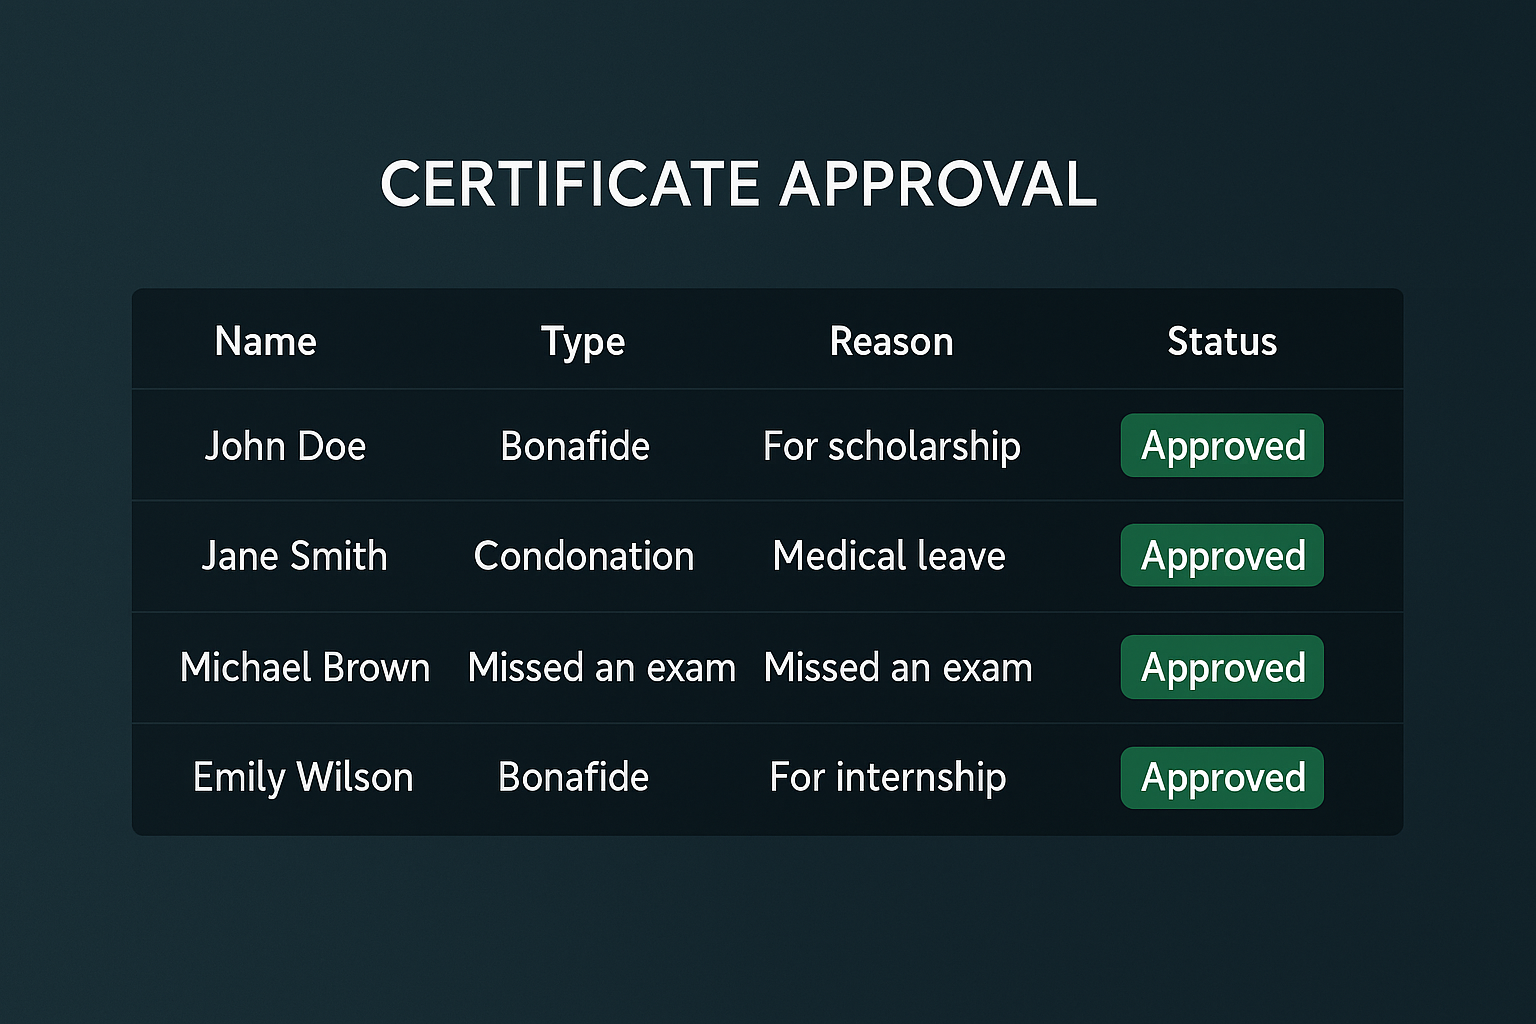 CERTIFICATE APPROVAL
Name Type Reason Status
John Doe Bonafide For scholarship Approved
Jane Smith Condonation Medical leave Approved
Michael Brown Missed an exam Missed an exam Approved
Emily Wilson Bonafide For internship Approved